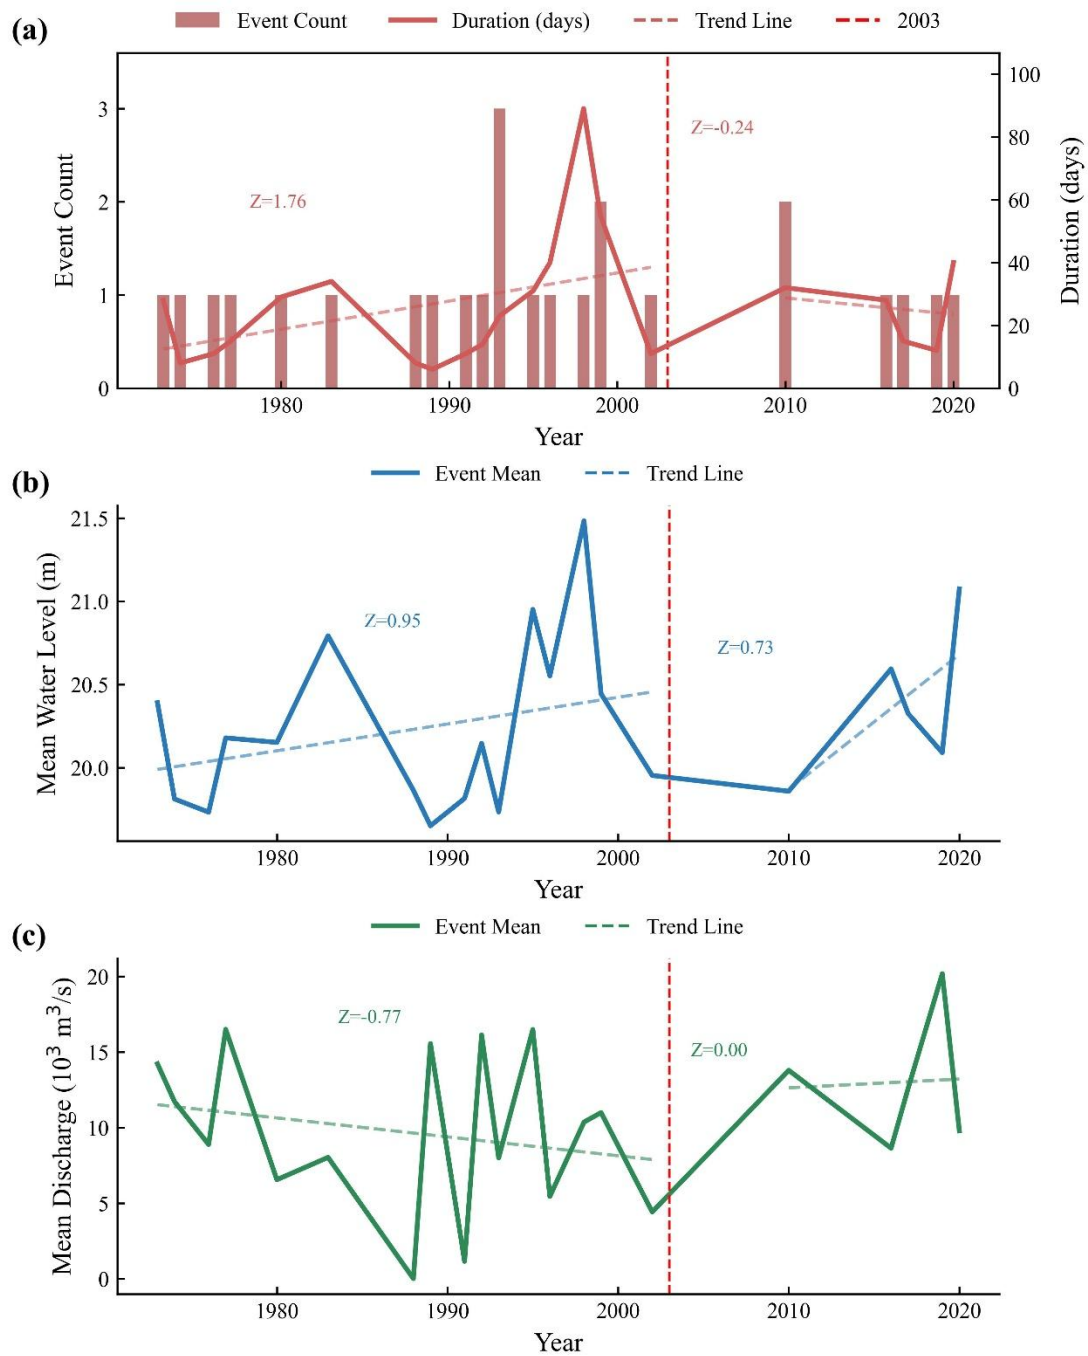 (a)
Event Count Duration (days) Trend Line 2003
3
2
1
0
Event Count
Z=1.76
Z=-0.24
100
80
60
40
20
0
Duration (days)
1980 1990 2000 2010 2020
Year
(b)
Event Mean Trend Line
21.5
21.0
20.5
20.0
Mean Water Level (m)
Z=0.95
Z=0.73
1980 1990 2000 2010 2020
Year
(c)
Event Mean Trend Line
20
15
10
5
0
Mean Discharge (10³ m³/s)
Z=-0.77
Z=0.00
1980 1990 2000 2010 2020
Year